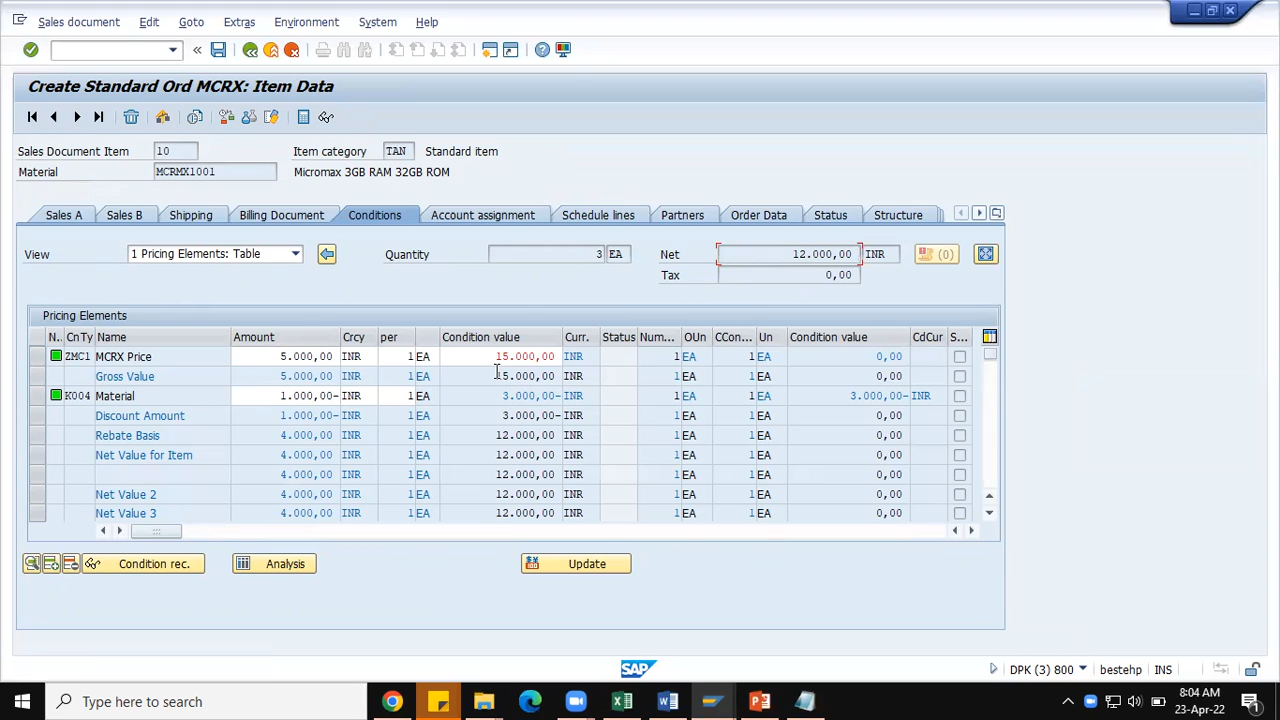 Sales document Edit Goto Extras Environment System Help
«
Create Standard Ord MCRX: Item Data
Sales Document Item 10 Item category TAN Standard item
Material MCRMX1001 Micromax 3GB RAM 32GB ROM
Sales A Sales B Shipping Billing Document Conditions Account assignment Schedule lines Partners Order Data Status Structure
View 1 Pricing Elements: Table Quantity 3 EA Net 12.000,00 INR (0)
Tax 0,00
Pricing Elements
N.. CnTy Name Amount Crcy per Condition value Curr. Status Num... OUn CCon... Un Condition value CdCur S...
ZMC1 MCRX Price 5.000,00 INR 1 EA 15.000,00 INR 1 EA 1 EA 0,00
Gross Value 5.000,00 INR 1 EA 15.000,00 INR 1 EA 1 EA 0,00
K004 Material 1.000,00- INR 1 EA 3.000,00- INR 1 EA 1 EA 3.000,00- INR
Discount Amount 1.000,00- INR 1 EA 3.000,00- INR 1 EA 1 EA 0,00
Rebate Basis 4.000,00 INR 1 EA 12.000,00 INR 1 EA 1 EA 0,00
Net Value for Item 4.000,00 INR 1 EA 12.000,00 INR 1 EA 1 EA 0,00
4.000,00 INR 1 EA 12.000,00 INR 1 EA 1 EA 0,00
Net Value 2 4.000,00 INR 1 EA 12.000,00 INR 1 EA 1 EA 0,00
Net Value 3 4.000,00 INR 1 EA 12.000,00 INR 1 EA 1 EA 0,00
Condition rec. Analysis Update
SAP DPK (3) 800 bestehp INS
Type here to search 8:04 AM
23-Apr-22